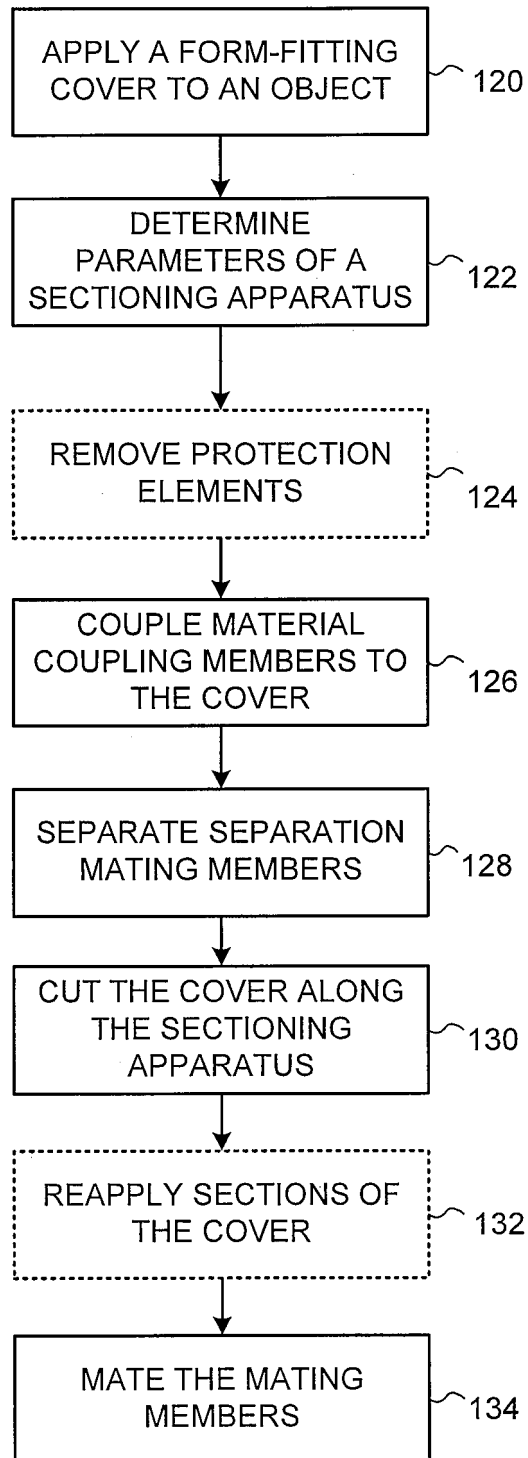 APPLY A FORM-FITTING
COVER TO AN OBJECT
120
DETERMINE
PARAMETERS OF A
SECTIONING APPARATUS
122
REMOVE PROTECTION
ELEMENTS
124
COUPLE MATERIAL
COUPLING MEMBERS TO
THE COVER
126
SEPARATE SEPARATION
MATING MEMBERS
128
CUT THE COVER ALONG
THE SECTIONING
APPARATUS
130
REAPPLY SECTIONS OF
THE COVER
132
MATE THE MATING
MEMBERS
134